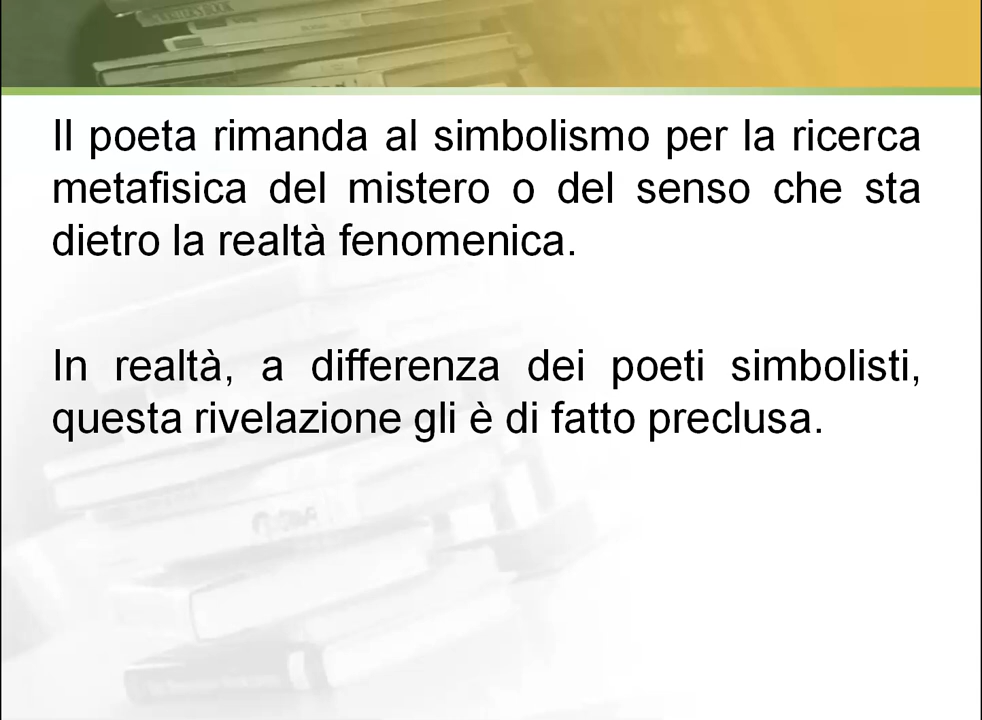 Il poeta rimanda al simbolismo per la ricerca
metafisica del mistero o del senso che sta
dietro la realtà fenomenica.
In realtà, a differenza dei poeti simbolisti,
questa rivelazione gli è di fatto preclusa.